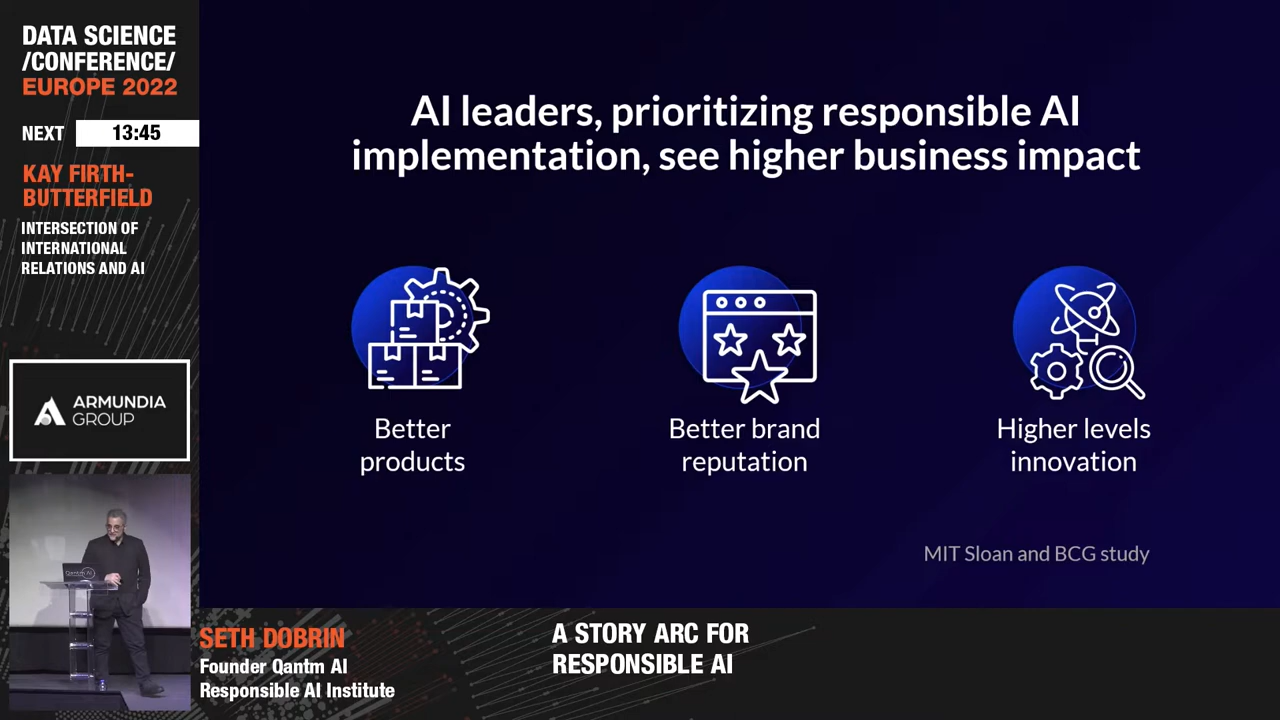 DATA SCIENCE
/CONFERENCE/
EUROPE 2022
NEXT 13:45
KAY FIRTH-
BUTTERFIELD
INTERSECTION OF
INTERNATIONAL
RELATIONS AND AI
ARMUNDIA
GROUP
AI leaders, prioritizing responsible AI
implementation, see higher business impact
Better
products
Better brand
reputation
Higher levels
innovation
MIT Sloan and BCG study
Qantm AI
SETH DOBRIN
Founder Qantm AI
Responsible AI Institute
A STORY ARC FOR
RESPONSIBLE AI